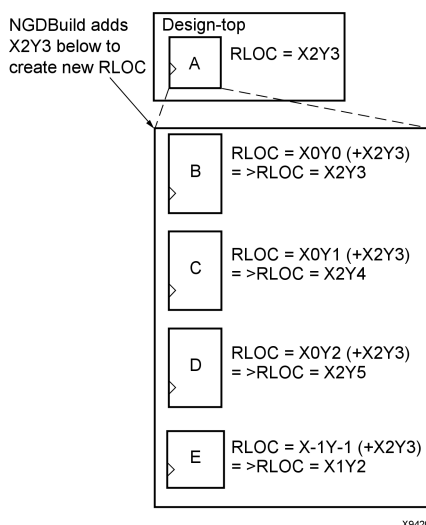 NGDBuild adds
X2Y3 below to
create new RLOC
Design-top
A
RLOC = X2Y3
B
RLOC = X0Y0 (+X2Y3)
= >RLOC = X2Y3
C
RLOC = X0Y1 (+X2Y3)
= >RLOC = X2Y4
D
RLOC = X0Y2 (+X2Y3)
= >RLOC = X2Y5
E
RLOC = X-1Y-1 (+X2Y3)
= >RLOC = X1Y2